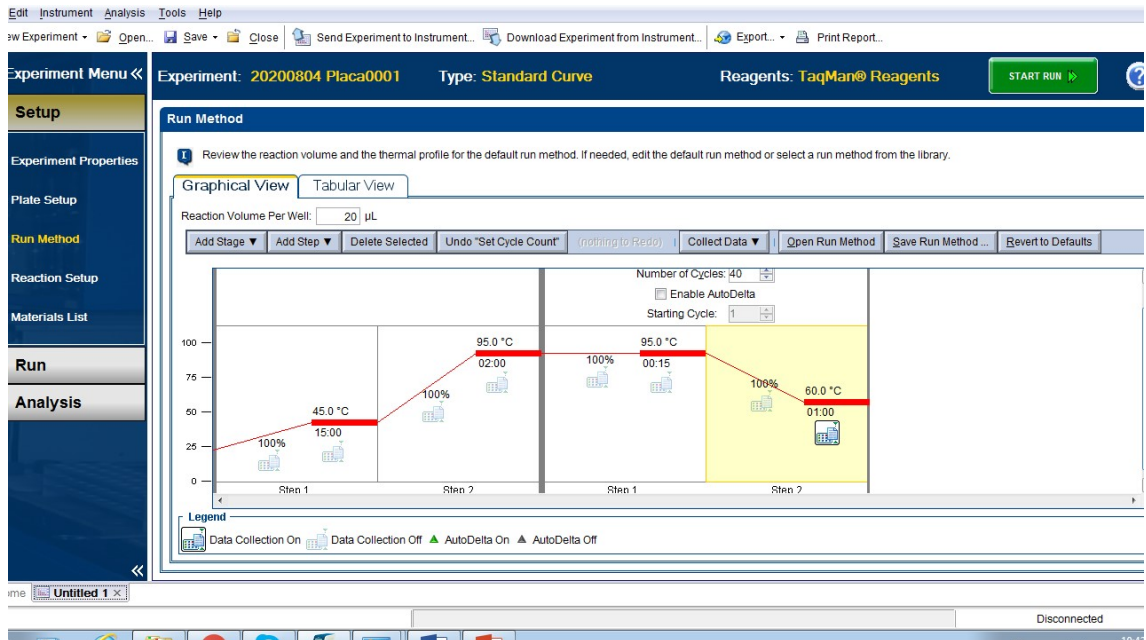 Edit Instrument Analysis Tools Help
ew Experiment Open... Save Close Send Experiment to Instrument... Download Experiment from Instrument... Export... Print Report...
Experiment Menu «
Experiment: 20200804 Placa0001 Type: Standard Curve Reagents: TaqMan® Reagents
START RUN
?
Setup
Experiment Properties
Plate Setup
Run Method
Reaction Setup
Materials List
Run
Analysis
«
Run Method
Review the reaction volume and the thermal profile for the default run method. If needed, edit the default run method or select a run method from the library.
Graphical View Tabular View
Reaction Volume Per Well: 20 µL
Add Stage ▼ Add Step ▼ Delete Selected Undo "Set Cycle Count" (nothing to Redo) Collect Data ▼ Open Run Method Save Run Method ... Revert to Defaults
Number of Cycles: 40
Enable AutoDelta
Starting Cycle: 1
100
75
50
25
0
100%
45.0 °C
15:00
100%
95.0 °C
02:00
100%
95.0 °C
00:15
100%
60.0 °C
01:00
Step 1 Step 2 Step 1 Step 2
Legend
Data Collection On Data Collection Off AutoDelta On AutoDelta Off
ome Untitled 1 ×
Disconnected